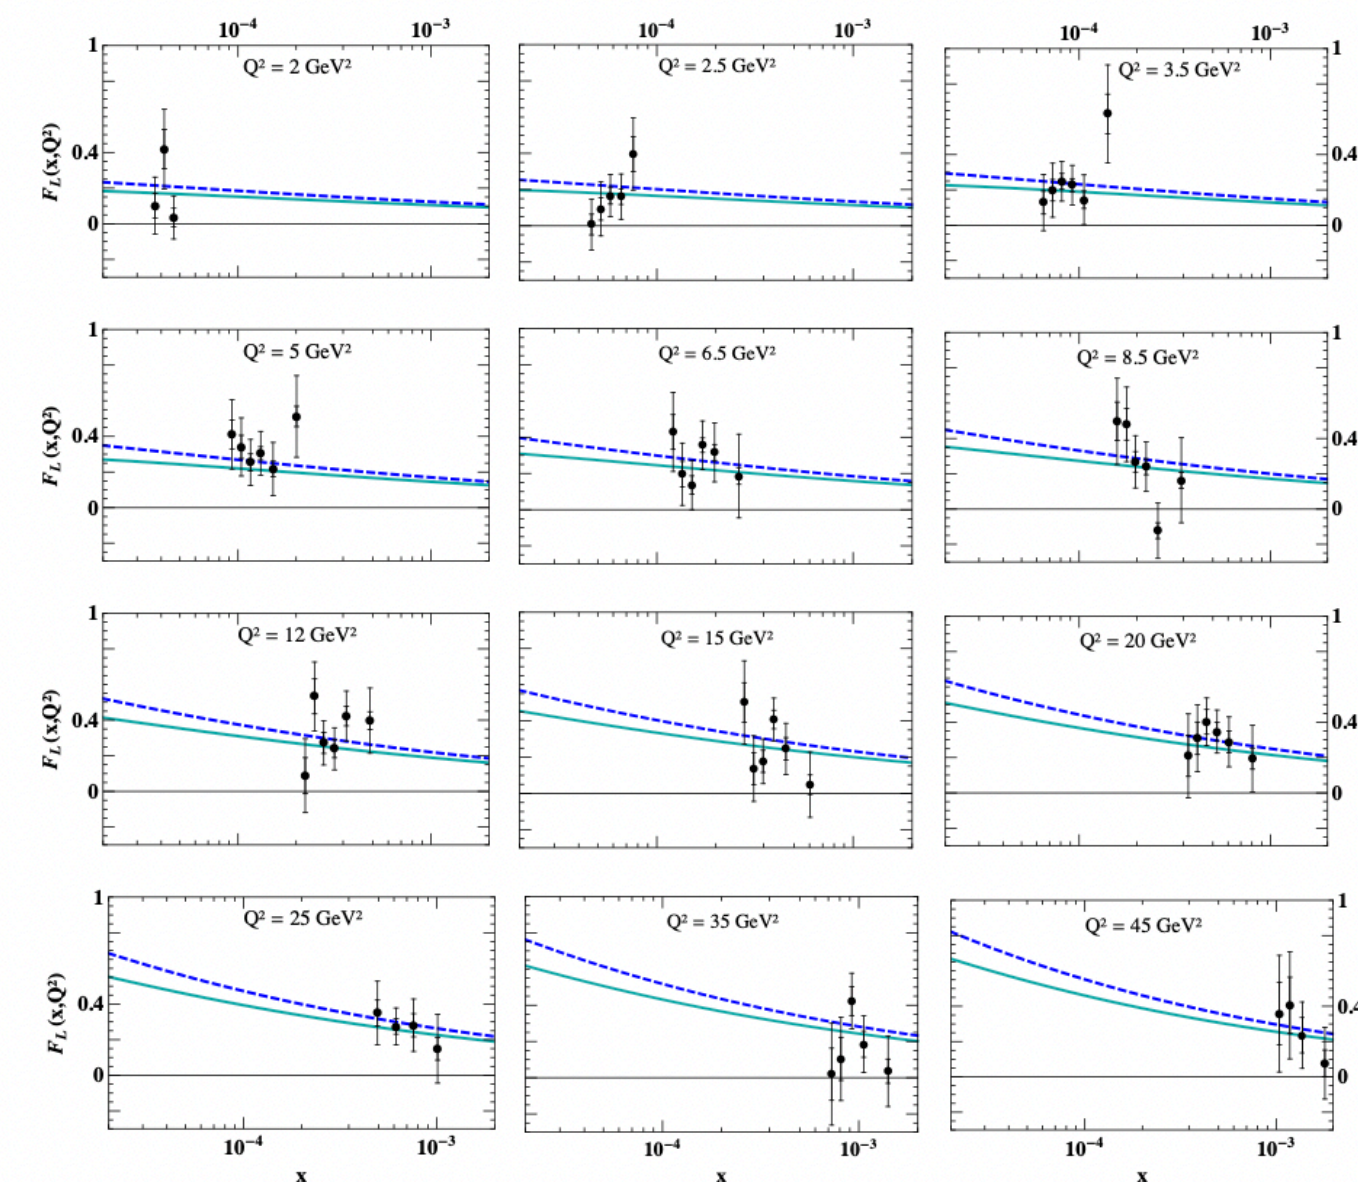 10⁻⁴ 10⁻³ 10⁻⁴ 10⁻³ 10⁻⁴ 10⁻³
1 Q² = 2 GeV² Q² = 2.5 GeV² Q² = 3.5 GeV² 1
F_L(x,Q²) 0.4 0.4
0 0
1 Q² = 5 GeV² Q² = 6.5 GeV² Q² = 8.5 GeV² 1
F_L(x,Q²) 0.4 0.4
0 0
1 Q² = 12 GeV² Q² = 15 GeV² Q² = 20 GeV² 1
F_L(x,Q²) 0.4 0.4
0 0
1 Q² = 25 GeV² Q² = 35 GeV² Q² = 45 GeV² 1
F_L(x,Q²) 0.4 0.4
0 0
10⁻⁴ 10⁻³ 10⁻⁴ 10⁻³ 10⁻⁴ 10⁻³
x x x